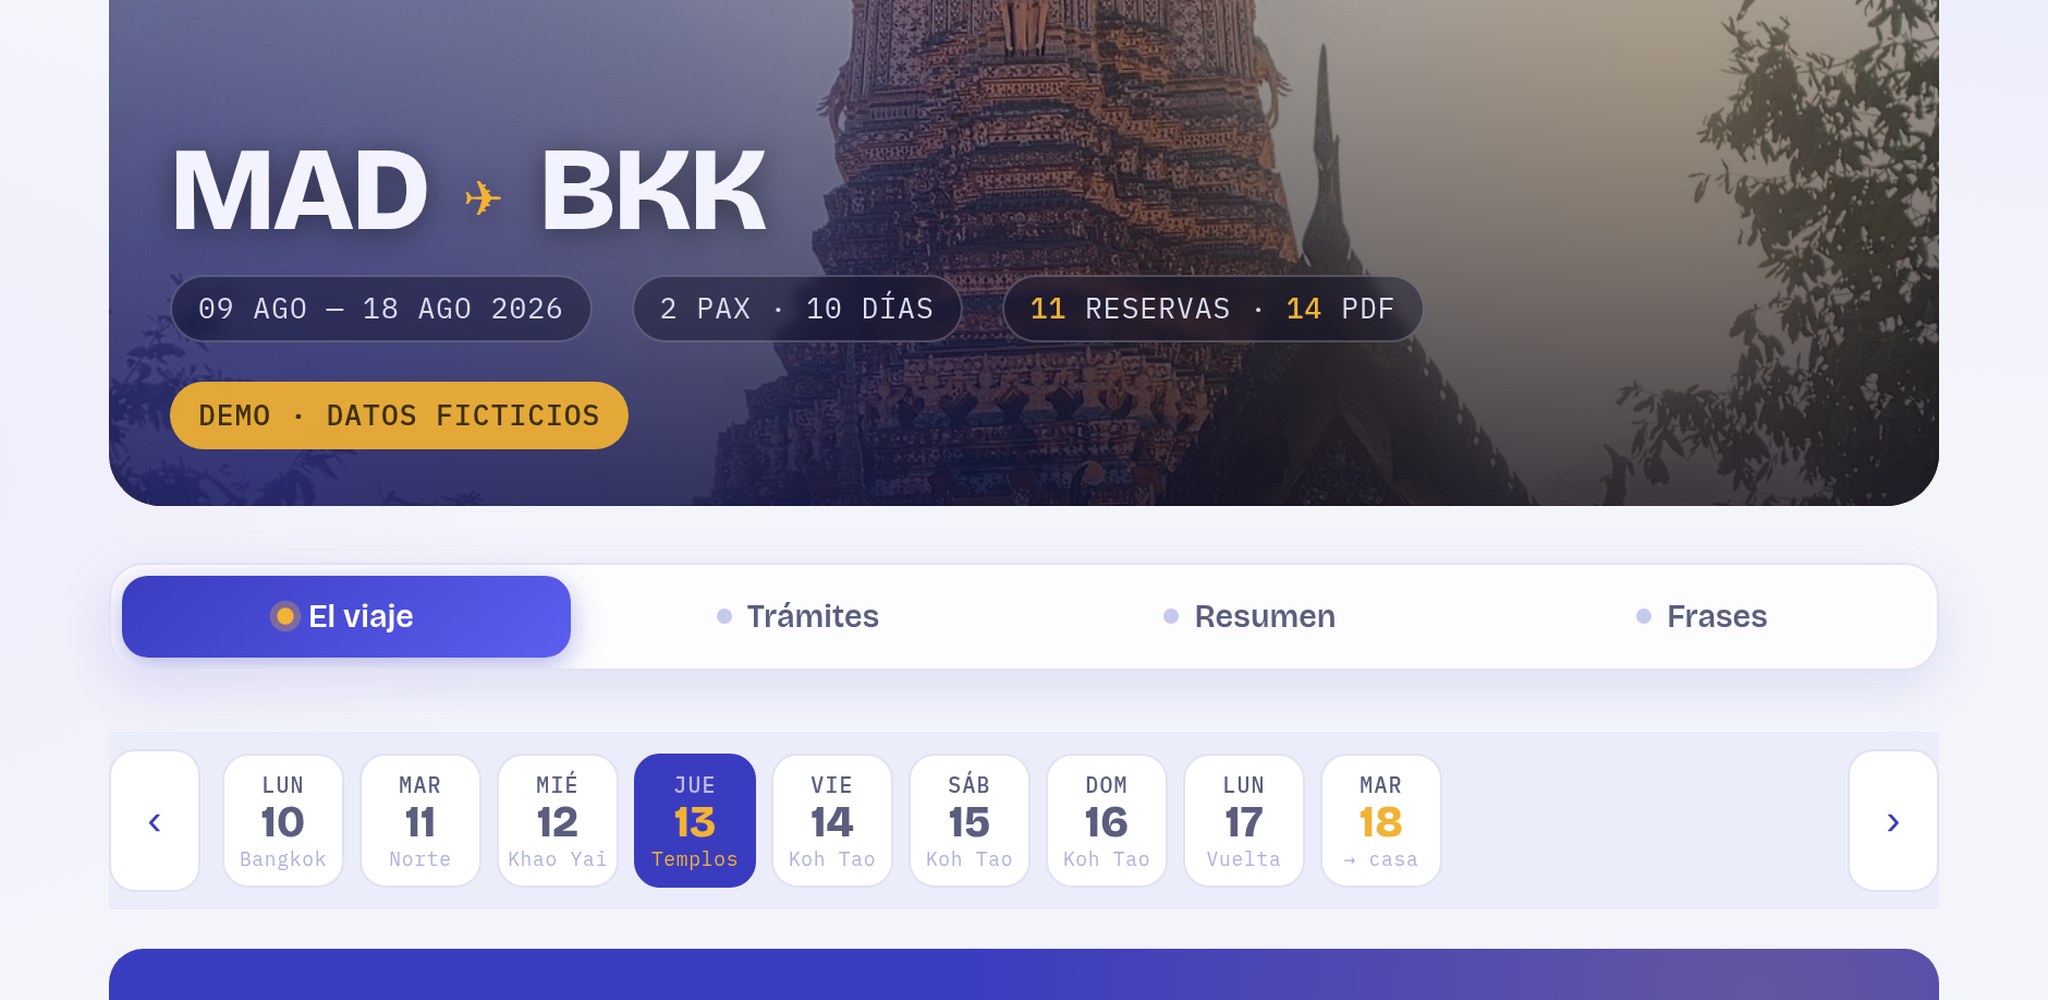 MAD ✈ BKK
09 AGO — 18 AGO 2026
2 PAX · 10 DÍAS
11 RESERVAS · 14 PDF
DEMO · DATOS FICTICIOS
El viaje
Trámites
Resumen
Frases
‹
LUN
10
Bangkok
MAR
11
Norte
MIÉ
12
Khao Yai
JUE
13
Templos
VIE
14
Koh Tao
SÁB
15
Koh Tao
DOM
16
Koh Tao
LUN
17
Vuelta
MAR
18
→ casa
›